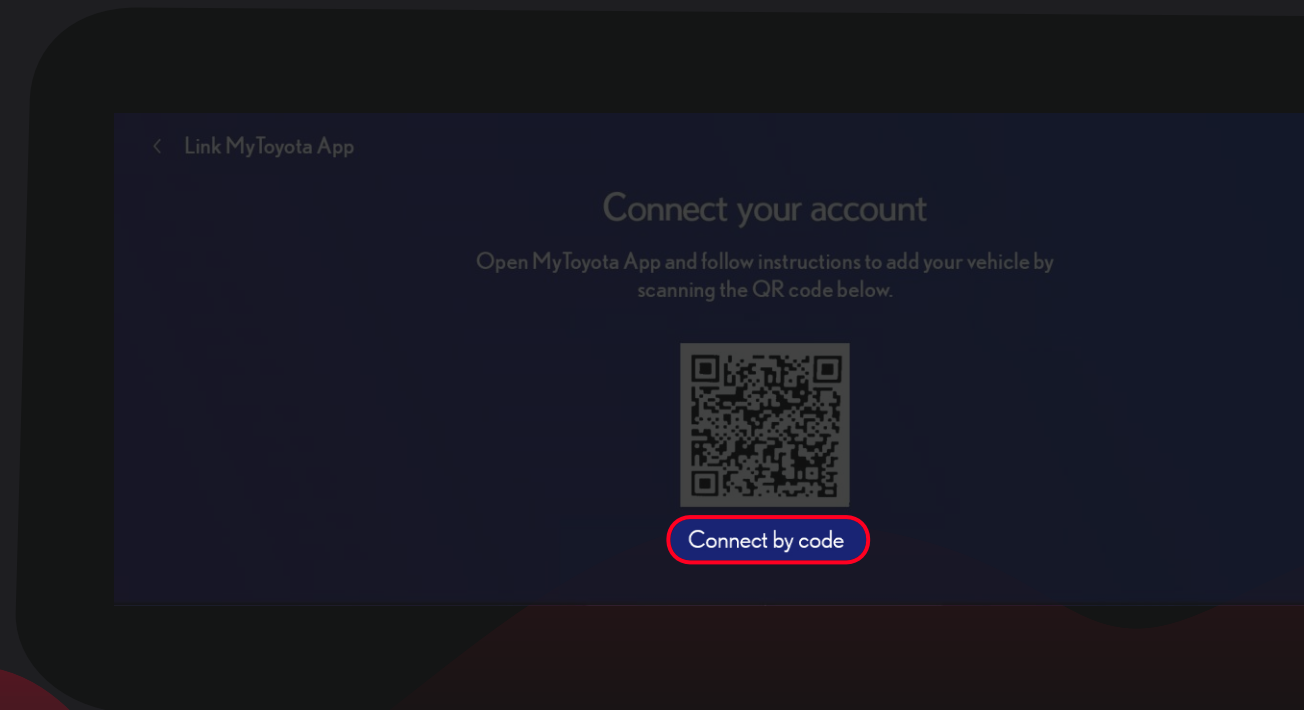 Link MyToyota App
Connect your account
Open MyToyota App and follow instructions to add your vehicle by
scanning the QR code below.
Connect by code